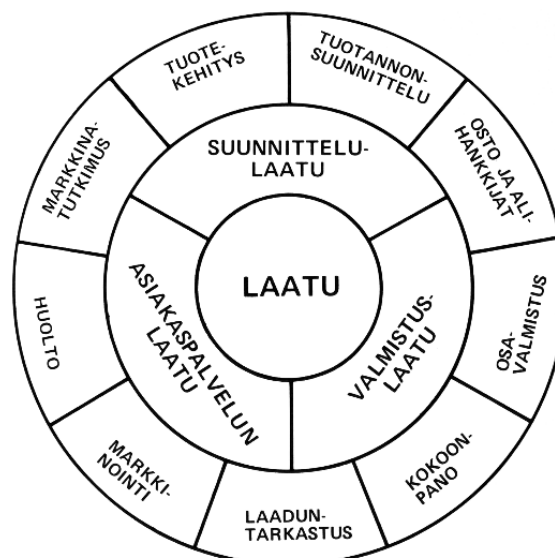 TUOTE-
KEHITYS
TUOTANNON-
SUUNNITTELU
OSTO JA ALI-
HANKKIJAT
OSA-
VALMISTUS
KOKOON-
PANO
LAADUN-
TARKASTUS
MARKKI-
NOINTI
HUOLTO
MARKKINA-
TUTKIMUS
SUUNNITTELU-
LAATU
VALMISTUS-
LAATU
ASIAKASPALVELUN
LAATU
LAATU